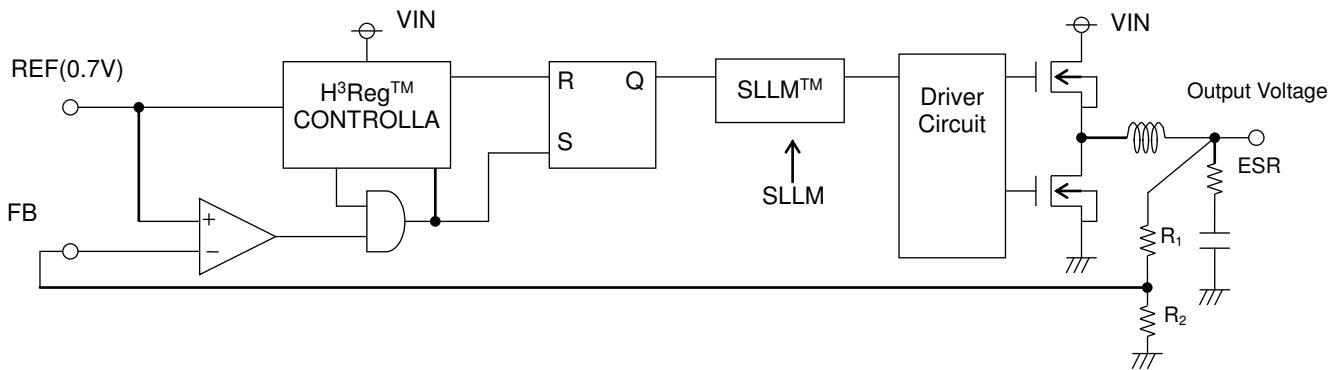 VIN
VIN
REF(0.7V)
H³Reg™
CONTROLLA
R
Q
S
SLLM™
Driver
Circuit
Output Voltage
ESR
SLLM
FB
+
−
R₁
R₂